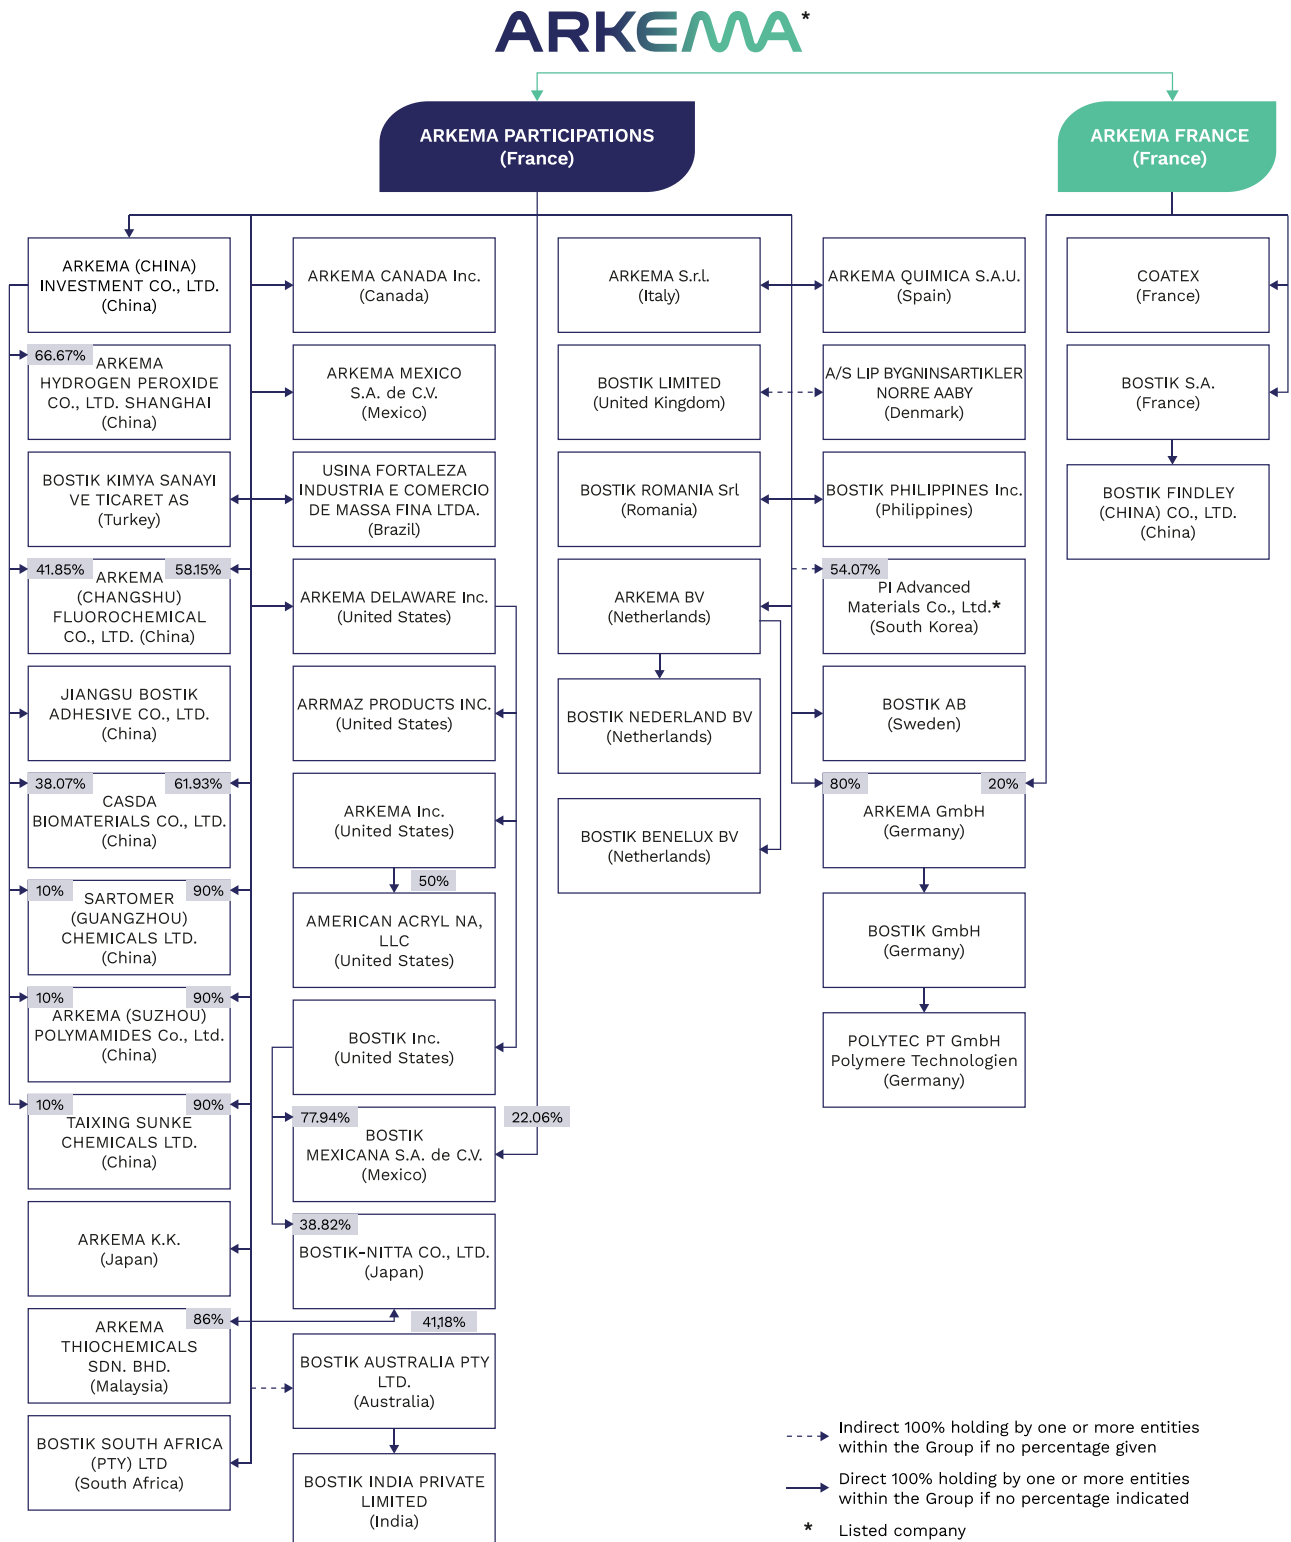 ARKEMA*
ARKEMA PARTICIPATIONS
(France)
ARKEMA FRANCE
(France)
ARKEMA (CHINA)
INVESTMENT CO., LTD.
(China)
66.67%
ARKEMA
HYDROGEN PEROXIDE
CO., LTD. SHANGHAI
(China)
BOSTIK KIMYA SANAYI
VE TICARET AS
(Turkey)
41.85%
58.15%
ARKEMA
(CHANGSHU)
FLUOROCHEMICAL
CO., LTD. (China)
JIANGSU BOSTIK
ADHESIVE CO., LTD.
(China)
38.07%
61.93%
CASDA
BIOMATERIALS CO., LTD.
(China)
10%
90%
SARTOMER
(GUANGZHOU)
CHEMICALS LTD.
(China)
10%
90%
ARKEMA (SUZHOU)
POLYMAMIDES Co., Ltd.
(China)
10%
90%
TAIXING SUNKE
CHEMICALS LTD.
(China)
ARKEMA K.K.
(Japan)
86%
ARKEMA
THIOCHEMICALS
SDN. BHD.
(Malaysia)
BOSTIK SOUTH AFRICA
(PTY) LTD
(South Africa)
ARKEMA CANADA Inc.
(Canada)
ARKEMA MEXICO
S.A. de C.V.
(Mexico)
USINA FORTALEZA
INDUSTRIA E COMERCIO
DE MASSA FINA LTDA.
(Brazil)
ARKEMA DELAWARE Inc.
(United States)
ARRMAZ PRODUCTS INC.
(United States)
ARKEMA Inc.
(United States)
50%
AMERICAN ACRYL NA,
LLC
(United States)
BOSTIK Inc.
(United States)
77.94%
22.06%
BOSTIK
MEXICANA S.A. de C.V.
(Mexico)
38.82%
BOSTIK-NITTA CO., LTD.
(Japan)
41,18%
BOSTIK AUSTRALIA PTY
LTD.
(Australia)
BOSTIK INDIA PRIVATE
LIMITED
(India)
ARKEMA S.r.l.
(Italy)
BOSTIK LIMITED
(United Kingdom)
BOSTIK ROMANIA Srl
(Romania)
ARKEMA BV
(Netherlands)
BOSTIK NEDERLAND BV
(Netherlands)
BOSTIK BENELUX BV
(Netherlands)
ARKEMA QUIMICA S.A.U.
(Spain)
A/S LIP BYGNINSARTIKLER
NORRE AABY
(Denmark)
BOSTIK PHILIPPINES Inc.
(Philippines)
54.07%
PI Advanced
Materials Co., Ltd.*
(South Korea)
BOSTIK AB
(Sweden)
80%
20%
ARKEMA GmbH
(Germany)
BOSTIK GmbH
(Germany)
POLYTEC PT GmbH
Polymere Technologien
(Germany)
COATEX
(France)
BOSTIK S.A.
(France)
BOSTIK FINDLEY
(CHINA) CO., LTD.
(China)
Indirect 100% holding by one or more entities
within the Group if no percentage given
Direct 100% holding by one or more entities
within the Group if no percentage indicated
* Listed company